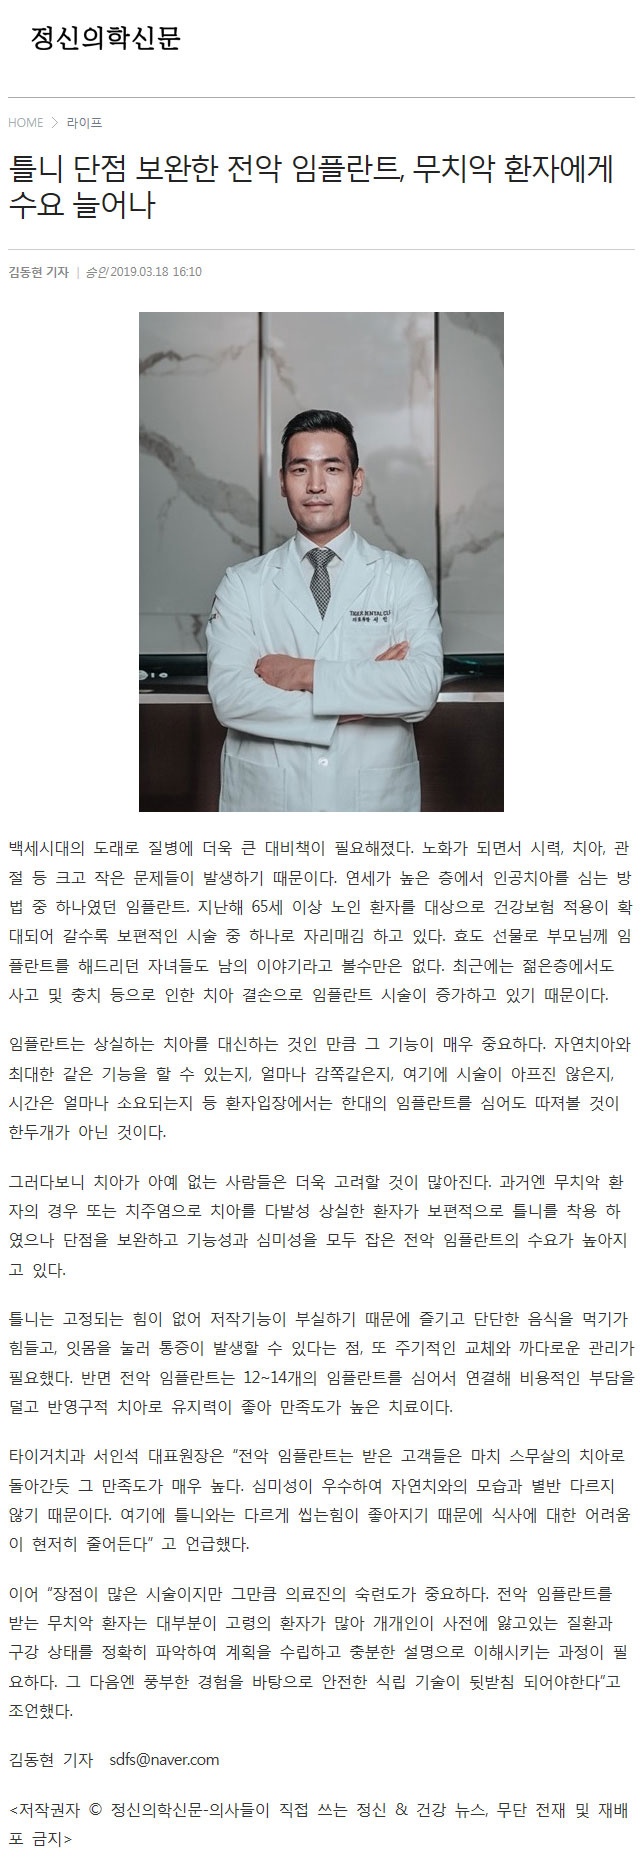 정신의학신문
HOME > 라이프
틀니 단점 보완한 전악 임플란트, 무치악 환자에게
수요 늘어나
김동현 기자 | 승인 2019.03.18 16:10
TIGER DENTAL CLI
대표원장 서인
백세시대의 도래로 질병에 더욱 큰 대비책이 필요해졌다. 노화가 되면서 시력, 치아, 관
절 등 크고 작은 문제들이 발생하기 때문이다. 연세가 높은 층에서 인공치아를 심는 방
법 중 하나였던 임플란트. 지난해 65세 이상 노인 환자를 대상으로 건강보험 적용이 확
대되어 갈수록 보편적인 시술 중 하나로 자리매김 하고 있다. 효도 선물로 부모님께 임
플란트를 해드리던 자녀들도 남의 이야기라고 볼수만은 없다. 최근에는 젊은층에서도
사고 및 충치 등으로 인한 치아 결손으로 임플란트 시술이 증가하고 있기 때문이다.
임플란트는 상실하는 치아를 대신하는 것인 만큼 그 기능이 매우 중요하다. 자연치아와
최대한 같은 기능을 할 수 있는지, 얼마나 감쪽같은지, 여기에 시술이 아프진 않은지,
시간은 얼마나 소요되는지 등 환자입장에서는 한대의 임플란트를 심어도 따져볼 것이
한두개가 아닌 것이다.
그러다보니 치아가 아예 없는 사람들은 더욱 고려할 것이 많아진다. 과거엔 무치악 환
자의 경우 또는 치주염으로 치아를 다발성 상실한 환자가 보편적으로 틀니를 착용 하
였으나 단점을 보완하고 기능성과 심미성을 모두 잡은 전악 임플란트의 수요가 높아지
고 있다.
틀니는 고정되는 힘이 없어 저작기능이 부실하기 때문에 즐기고 단단한 음식을 먹기가
힘들고, 잇몸을 눌러 통증이 발생할 수 있다는 점, 또 주기적인 교체와 까다로운 관리가
필요했다. 반면 전악 임플란트는 12~14개의 임플란트를 심어서 연결해 비용적인 부담을
덜고 반영구적 치아로 유지력이 좋아 만족도가 높은 치료이다.
타이거치과 서인석 대표원장은 “전악 임플란트는 받은 고객들은 마치 스무살의 치아로
돌아간듯 그 만족도가 매우 높다. 심미성이 우수하여 자연치와의 모습과 별반 다르지
않기 때문이다. 여기에 틀니와는 다르게 씹는힘이 좋아지기 때문에 식사에 대한 어려움
이 현저히 줄어든다” 고 언급했다.
이어 “장점이 많은 시술이지만 그만큼 의료진의 숙련도가 중요하다. 전악 임플란트를
받는 무치악 환자는 대부분이 고령의 환자가 많아 개개인이 사전에 앓고있는 질환과
구강 상태를 정확히 파악하여 계획을 수립하고 충분한 설명으로 이해시키는 과정이 필
요하다. 그 다음엔 풍부한 경험을 바탕으로 안전한 식립 기술이 뒷받침 되어야한다”고
조언했다.
김동현 기자 sdfs@naver.com
<저작권자 © 정신의학신문-의사들이 직접 쓰는 정신 & 건강 뉴스, 무단 전재 및 재배
포 금지>